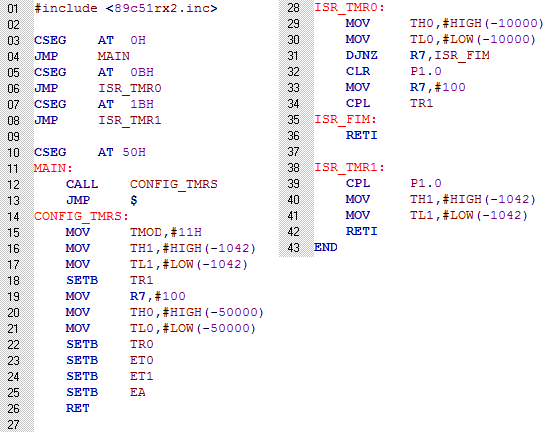 01 #include <89c51rx2.inc>
02
03 CSEG AT 0H
04 JMP MAIN
05 CSEG AT 0BH
06 JMP ISR_TMR0
07 CSEG AT 1BH
08 JMP ISR_TMR1
09
10 CSEG AT 50H
11 MAIN:
12 CALL CONFIG_TMRS
13 JMP $
14 CONFIG_TMRS:
15 MOV TMOD,#11H
16 MOV TH1,#HIGH(-1042)
17 MOV TL1,#LOW(-1042)
18 SETB TR1
19 MOV R7,#100
20 MOV TH0,#HIGH(-50000)
21 MOV TL0,#LOW(-50000)
22 SETB TR0
23 SETB ET0
24 SETB ET1
25 SETB EA
26 RET
27
28 ISR_TMR0:
29 MOV TH0,#HIGH(-10000)
30 MOV TL0,#LOW(-10000)
31 DJNZ R7,ISR_FIM
32 CLR P1.0
33 MOV R7,#100
34 CPL TR1
35 ISR_FIM:
36 RETI
37
38 ISR_TMR1:
39 CPL P1.0
40 MOV TH1,#HIGH(-1042)
41 MOV TL1,#LOW(-1042)
42 RETI
43 END